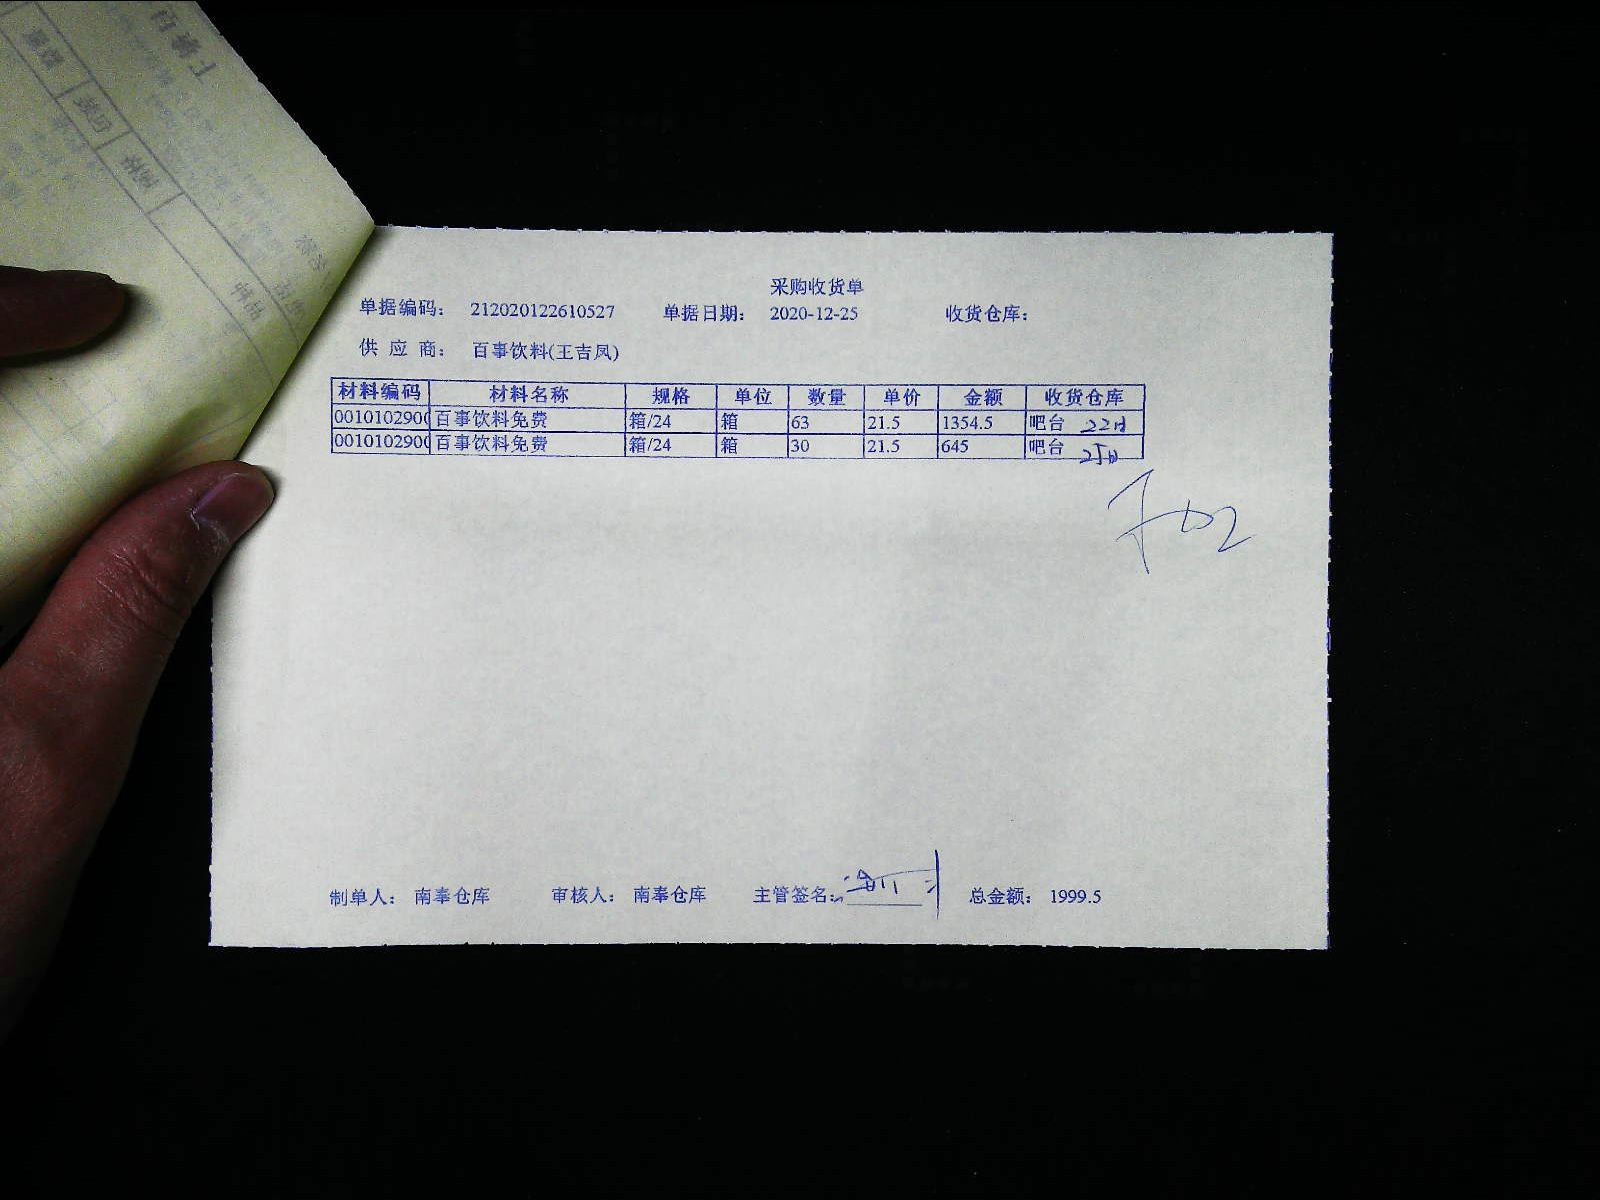 采购收货单
单据编码： 212020122610527 单据日期： 2020-12-25 收货仓库：
供 应 商： 百事饮料(王吉凤)
材料编码 材料名称 规格 单位 数量 单价 金额 收货仓库
0010102900 百事饮料免费 箱/24 箱 63 21.5 1354.5 吧台 22日
0010102900 百事饮料免费 箱/24 箱 30 21.5 645 吧台 25日
制单人： 南奉仓库 审核人： 南奉仓库 主管签名： 总金额： 1999.5